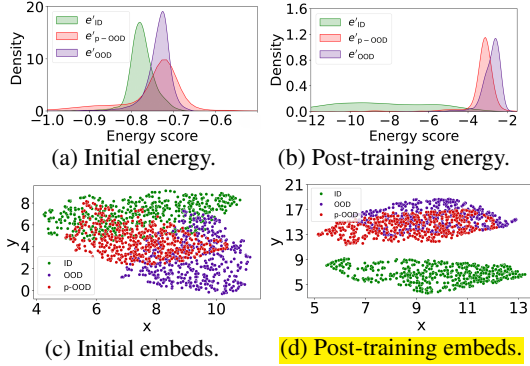 20
10
0
Density
e'ID
e'p−OOD
e'OOD
−1.0 −0.9 −0.8 −0.7 −0.6
Energy score
(a) Initial energy.
1.6
1.2
0.8
0.4
0.0
Density
e'ID
e'p−OOD
e'OOD
−12 −10 −8 −6 −4 −2
Energy score
(b) Post-training energy.
8
6
4
2
0
y
ID
OOD
p-OOD
4 6 8 10
x
(c) Initial embeds.
21
17
13
9
5
y
ID
OOD
p-OOD
5 7 9 11 13
x
(d) Post-training embeds.